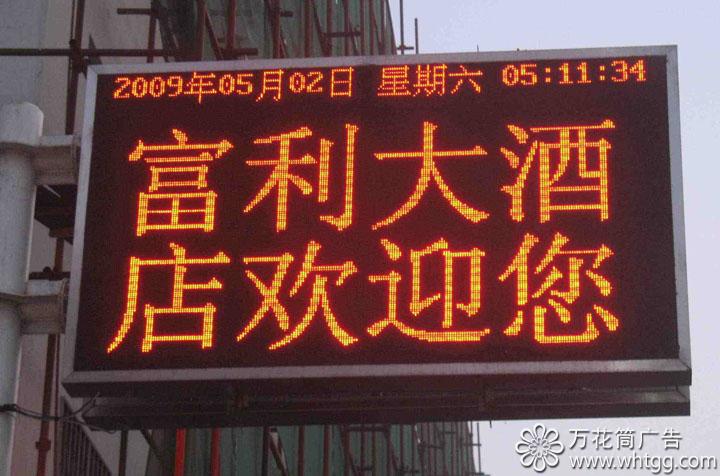 2009年05月02日 星期六 05:11:34
富利大酒
店欢迎您
万花筒广告
www.whtgg.com